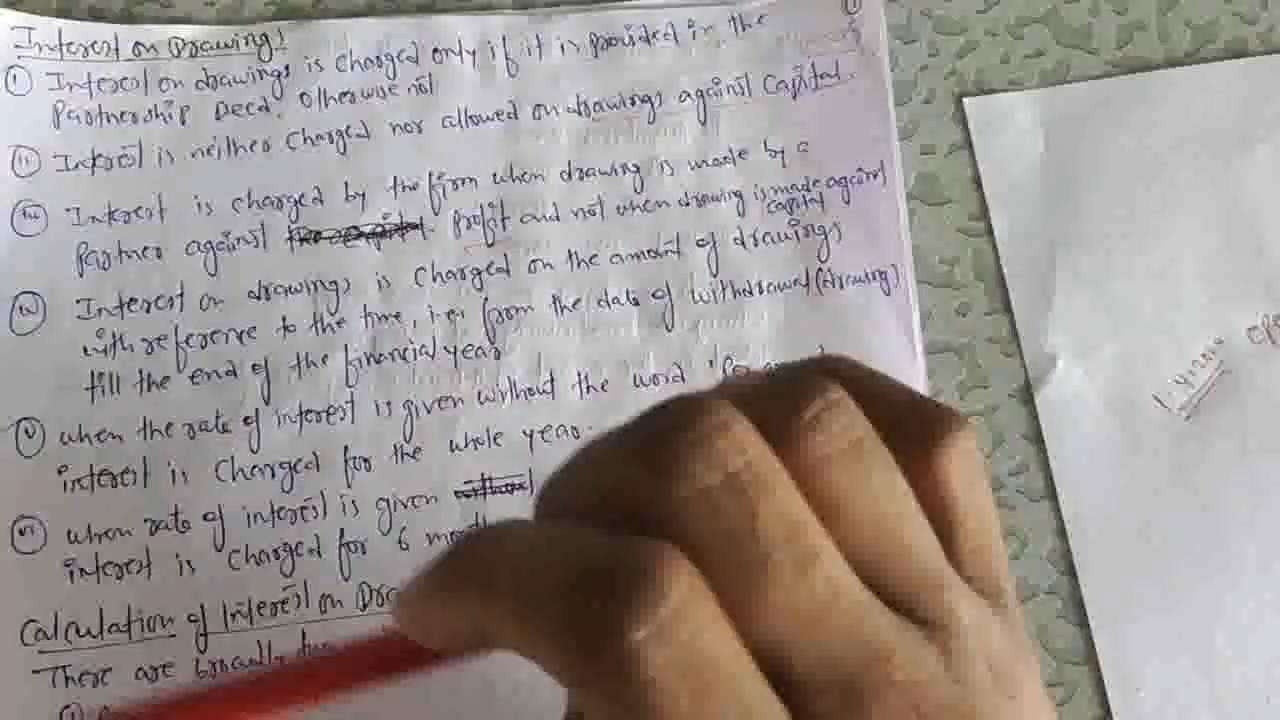 Interest on Drawings
① Interest on drawings is charged only if it is provided in the
Partnership Deed. Otherwise not
ii Interest is neither charged nor allowed on drawings against Capital.
iii Interest is charged by the firm when drawing is made by a
Partner against Profit and not when drawing is made against
capital
iv Interest on drawings is charged on the amount of drawings
with reference to the time, i.e, from the date of withdrawal (drawing)
till the end of the financial year
v when the rate of interest is given without the word
interest is charged for the whole year.
vi when rate of interest is given
interest is charged for 6
Calculation of Interest on
There are broadly
①
1 year